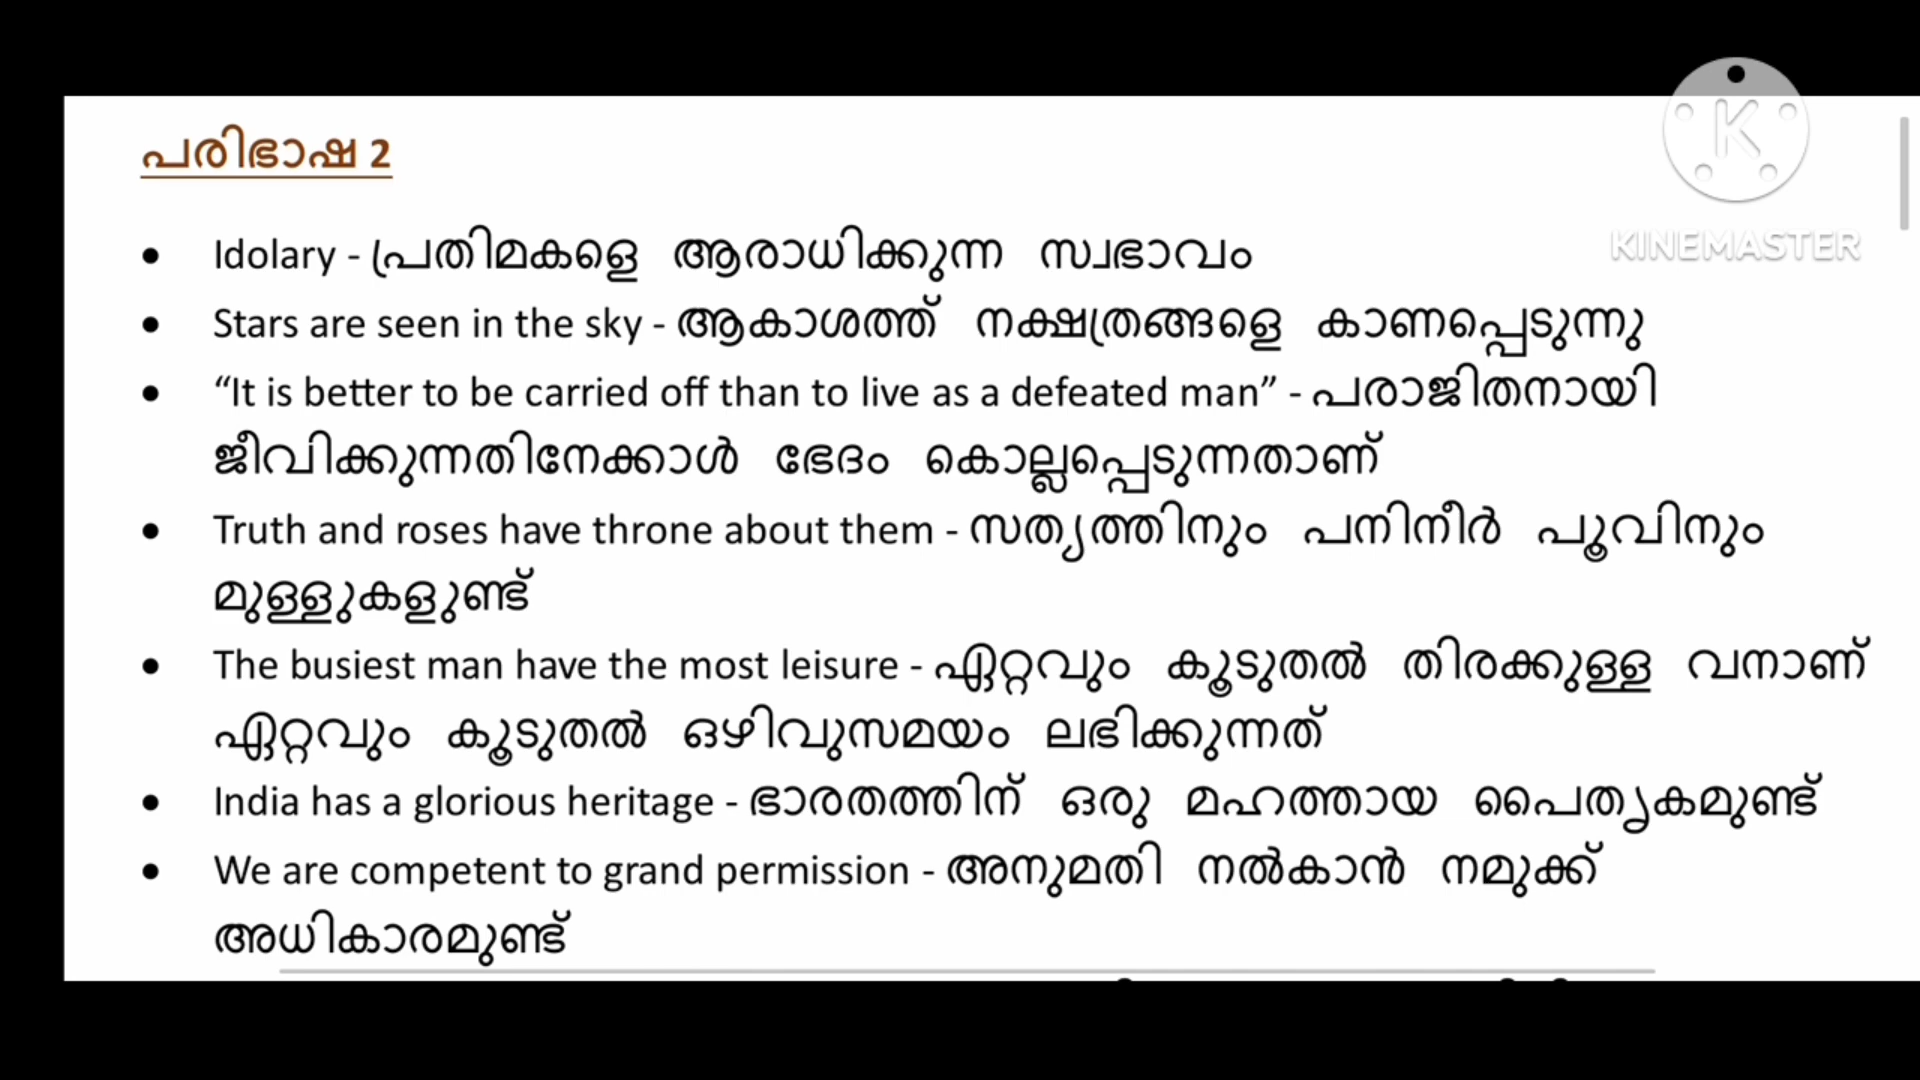 പരിഭാഷ 2
KINEMASTER
• Idolary - പ്രതിമകളെ ആരാധിക്കുന്ന സ്വഭാവം
• Stars are seen in the sky - ആകാശത്ത് നക്ഷത്രങ്ങളെ കാണപ്പെടുന്നു
• “It is better to be carried off than to live as a defeated man” - പരാജിതനായി
ജീവിക്കുന്നതിനേക്കാൾ ഭേദം കൊല്ലപ്പെടുന്നതാണ്
• Truth and roses have throne about them - സത്യത്തിനും പനിനീർ പൂവിനും
മുള്ളുകളുണ്ട്
• The busiest man have the most leisure - ഏറ്റവും കൂടുതൽ തിരക്കുള്ള വനാണ്
ഏറ്റവും കൂടുതൽ ഒഴിവുസമയം ലഭിക്കുന്നത്
• India has a glorious heritage - ഭാരതത്തിന് ഒരു മഹത്തായ പൈതൃകമുണ്ട്
• We are competent to grand permission - അനുമതി നൽകാൻ നമുക്ക്
അധികാരമുണ്ട്